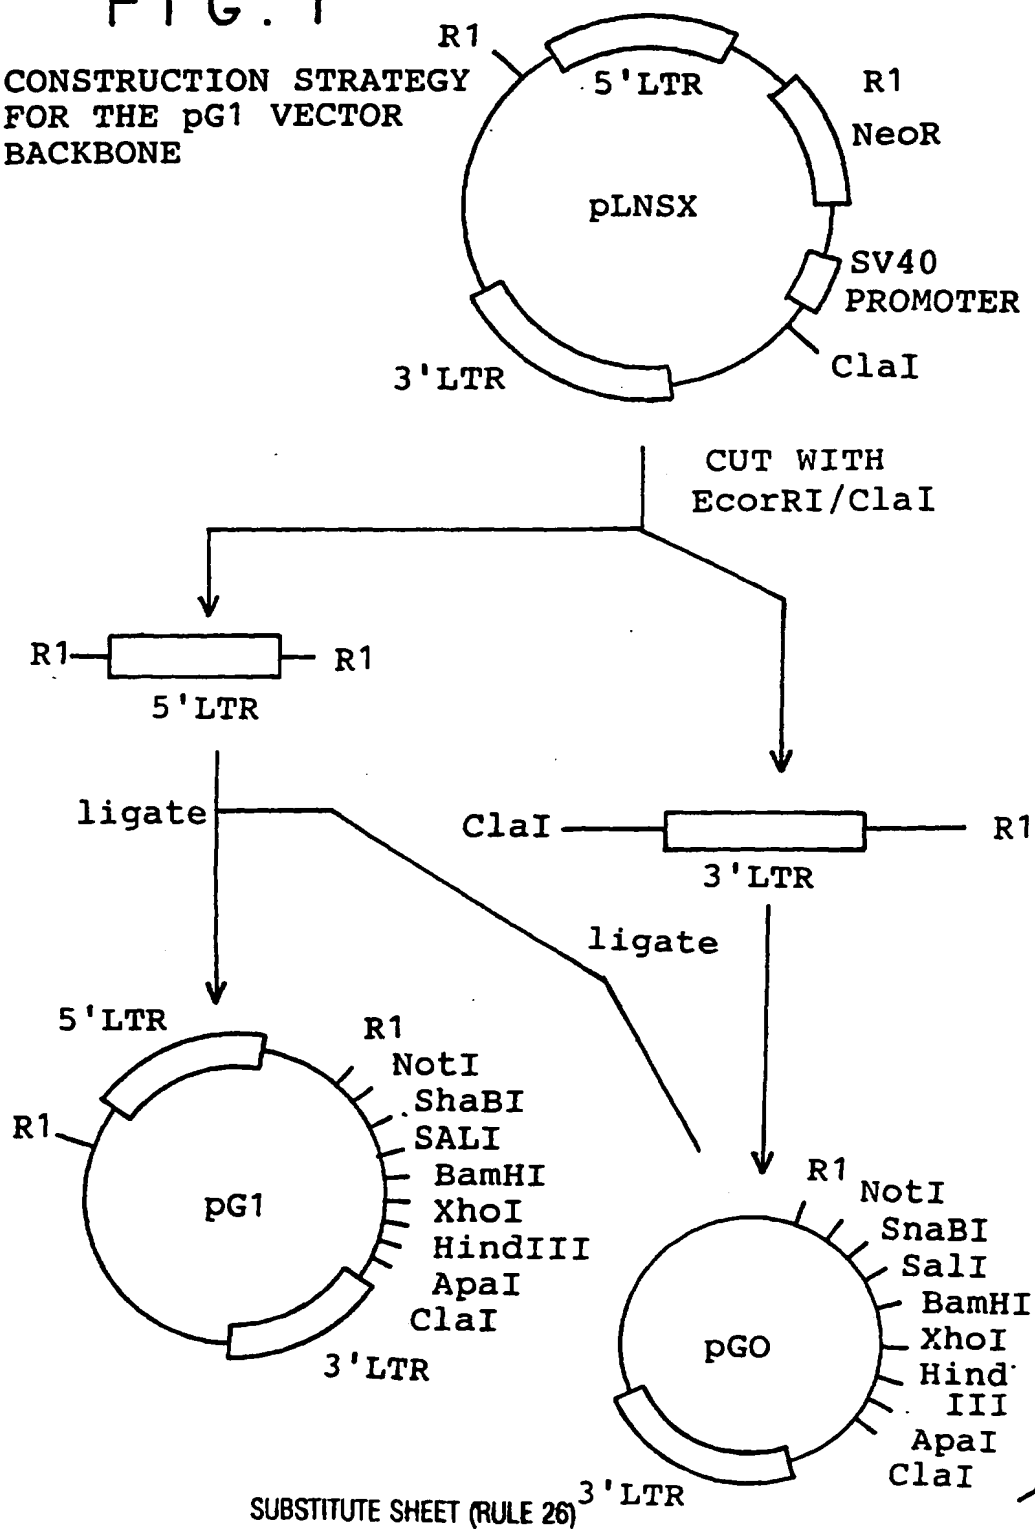 FIG. 1
CONSTRUCTION STRATEGY
FOR THE pG1 VECTOR
BACKBONE
R1
5'LTR
R1
NeoR
pLNSX
SV40
PROMOTER
ClaI
3'LTR
CUT WITH
EcorRI/ClaI
R1
R1
5'LTR
ligate
ClaI
R1
3'LTR
ligate
5'LTR
R1
NotI
ShaBI
SALI
BamHI
XhoI
HindIII
ApaI
ClaI
R1
pG1
3'LTR
R1
NotI
SnaBI
SalI
BamHI
XhoI
Hind
III
ApaI
ClaI
pGO
3'LTR
SUBSTITUTE SHEET (RULE 26)